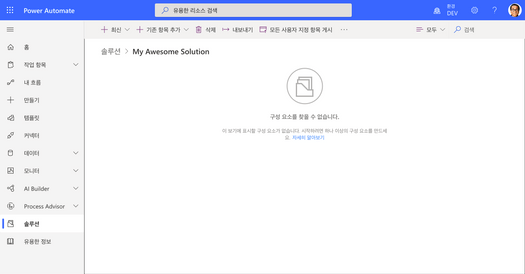 Power Automate
유용한 리소스 검색
환경
DEV
?
최신
기존 항목 추가
삭제
내보내기
모든 사용자 지정 항목 게시
···
모두
검색
홈
작업 항목
내 흐름
만들기
템플릿
커넥터
데이터
모니터
AI Builder
Process Advisor
솔루션
유용한 정보
솔루션 > My Awesome Solution
구성 요소를 찾을 수 없습니다.
이 보기에 표시할 구성 요소가 없습니다. 시작하려면 하나 이상의 구성 요소를 만드세
요. 자세히 알아보기